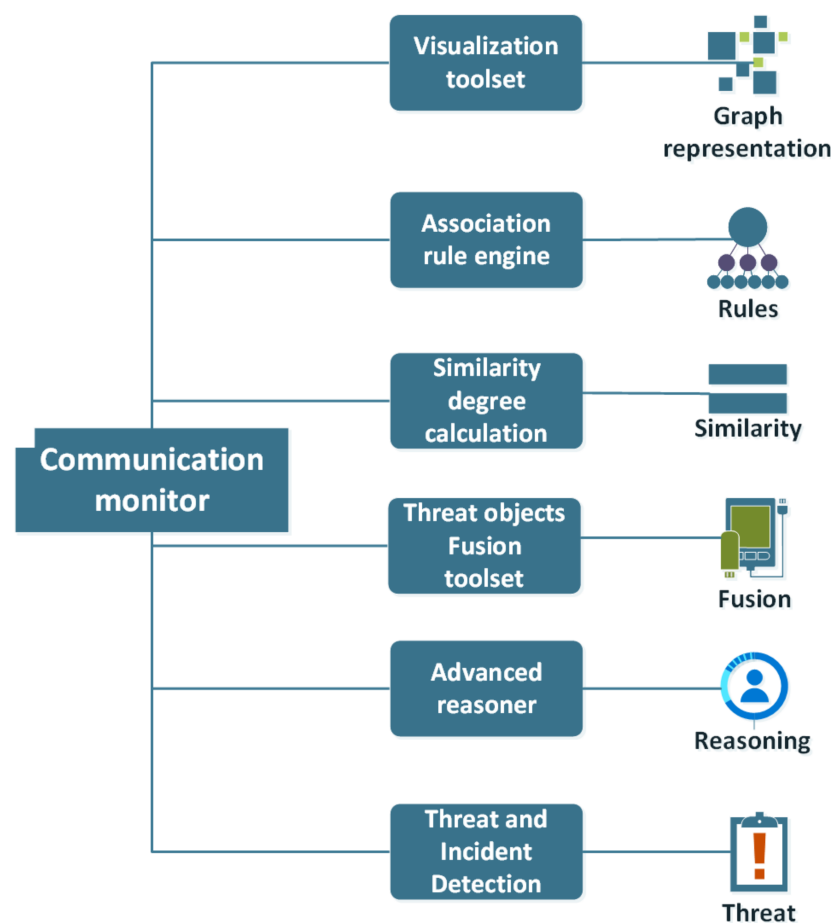 Visualization
toolset
Graph
representation
Association
rule engine
Rules
Similarity
degree
calculation
Similarity
Communication
monitor
Threat objects
Fusion
toolset
Fusion
Advanced
reasoner
Reasoning
Threat and
Incident
Detection
Threat